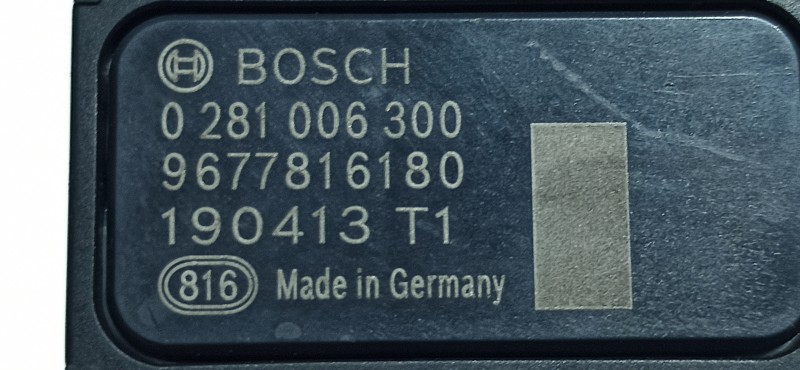 BOSCH
0 281 006 300
9677816180
190413 T1
816 Made in Germany